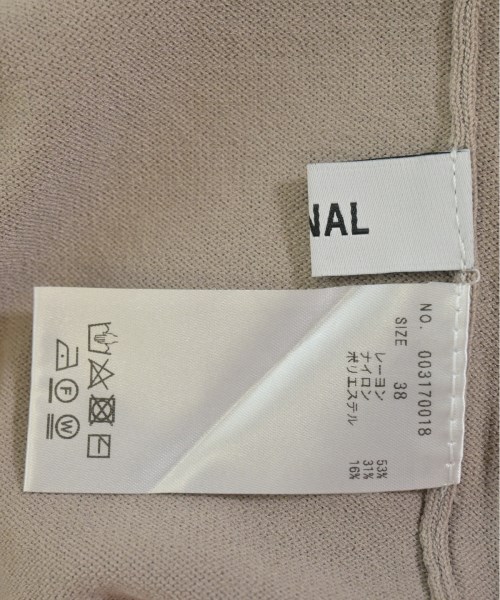 NAL
NO. 003170018
SIZE 38
レーヨン 53%
ナイロン 31%
ポリエステル 16%
F
W